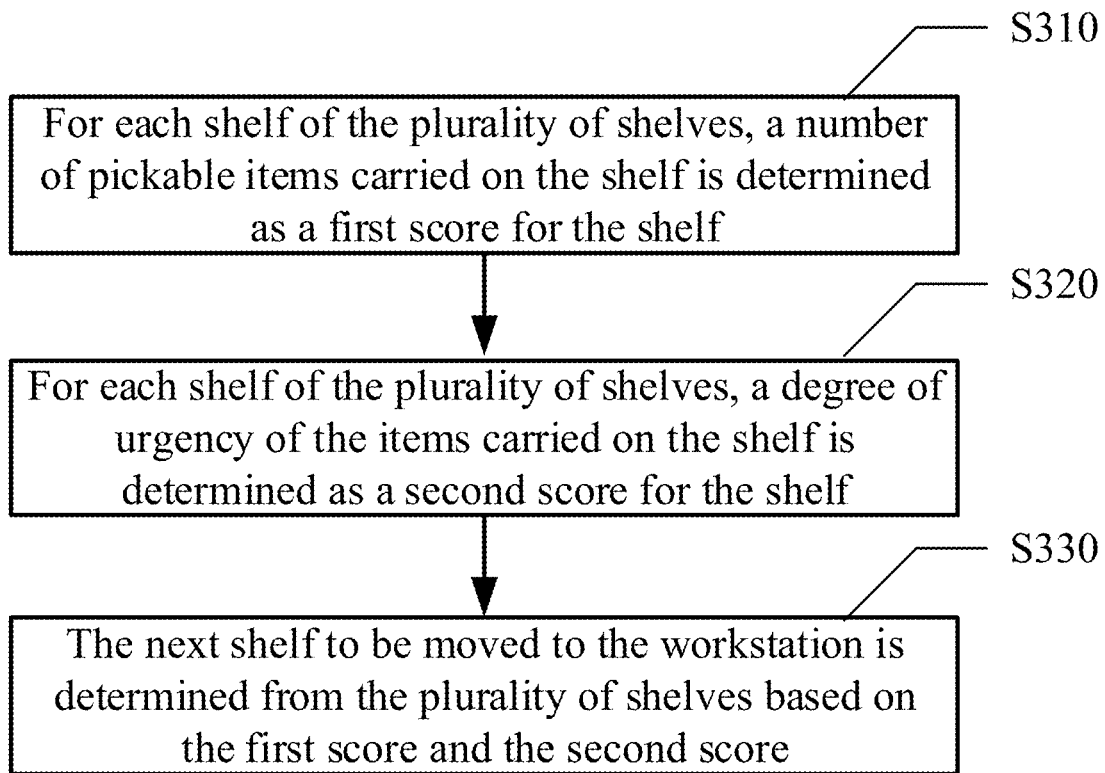 S310
For each shelf of the plurality of shelves, a number
of pickable items carried on the shelf is determined
as a first score for the shelf
S320
For each shelf of the plurality of shelves, a degree of
urgency of the items carried on the shelf is
determined as a second score for the shelf
S330
The next shelf to be moved to the workstation is
determined from the plurality of shelves based on
the first score and the second score